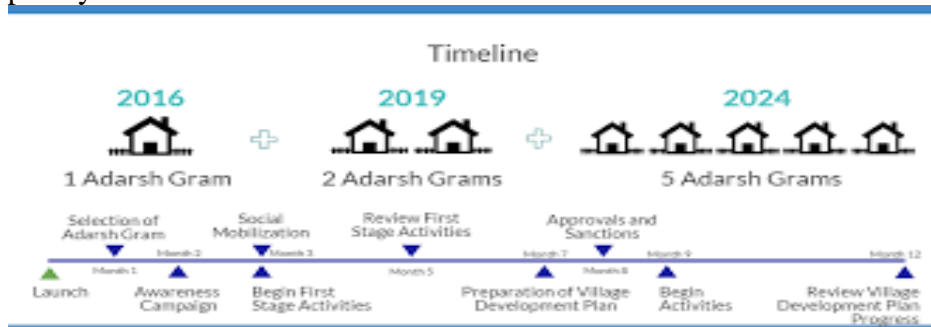 Timeline
2016 2019 2024
1 Adarsh Gram 2 Adarsh Grams 5 Adarsh Grams
Selection of
Adarsh Gram
Social
Mobilization
Review First
Stage Activities
Approvals and
Sanctions
Month 1 Month 2 Month 3 Month 5 Month 7 Month 8 Month 9 Month 12
Launch
Awareness
Campaign
Begin First
Stage Activities
Preparation of Village
Development Plan
Begin
Activities
Review Village
Development Plan
Progress